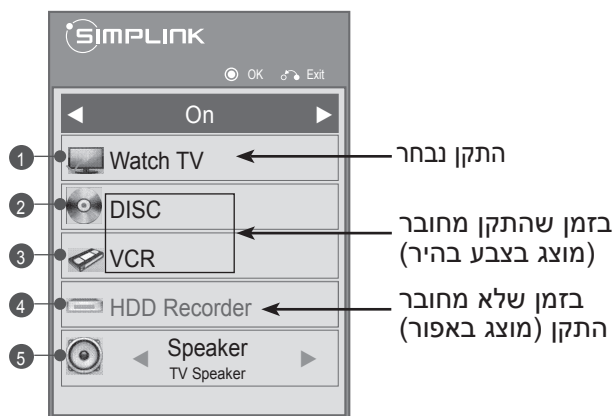 SIMPLINK
OK Exit
On
1 Watch TV
התקן נבחר
2 DISC
3 VCR
בזמן שהתקן מחובר
(מוצג בצבע בהיר)
4 HDD Recorder
בזמן שלא מחובר
התקן (מוצג באפור)
5 Speaker
TV Speaker